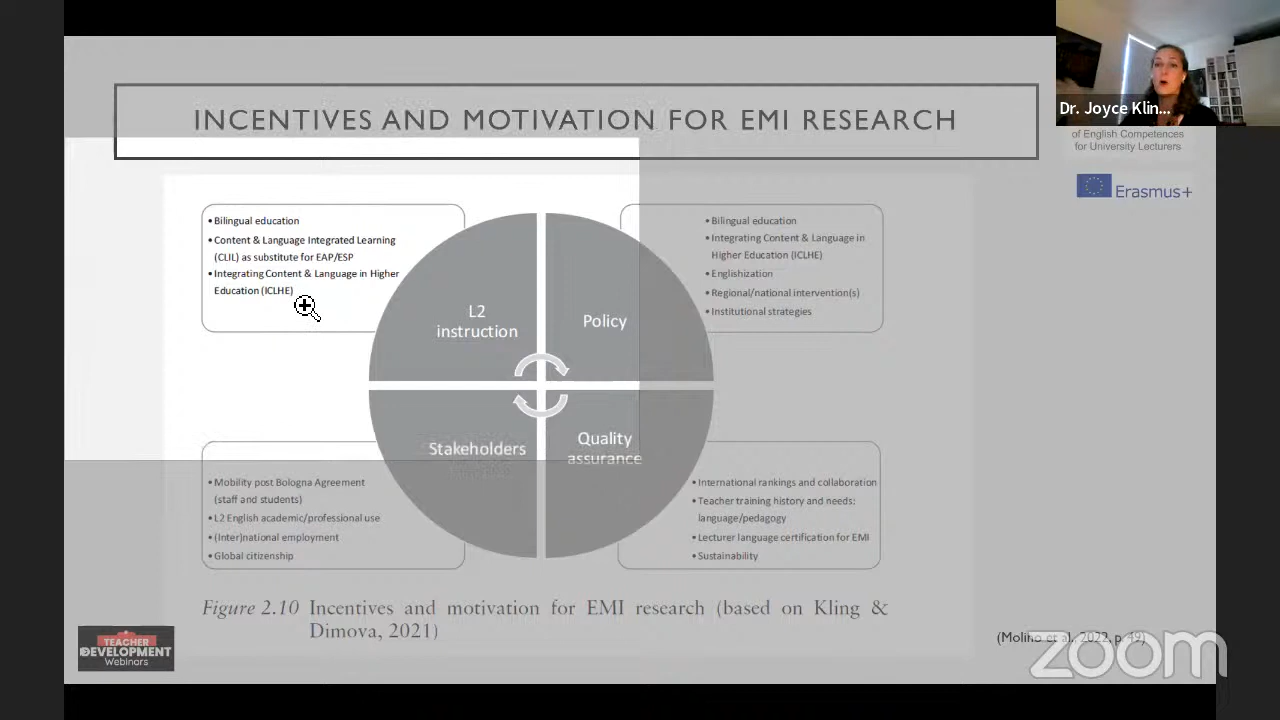 INCENTIVES AND MOTIVATION FOR EMI RESEARCH
Dr. Joyce Klin...
of English Competences
for University Lecturers
Erasmus+
• Bilingual education
• Content & Language Integrated Learning
(CLIL) as substitute for EAP/ESP
• Integrating Content & Language in Higher
Education (ICLHE)
L2
instruction
Policy
• Bilingual education
• Integrating Content & Language in
Higher Education (ICLHE)
• Englishization
• Regional/national intervention(s)
• Institutional strategies
Stakeholders
Quality
assurance
• Mobility post Bologna Agreement
(staff and students)
• L2 English academic/professional use
• (Inter)national employment
• Global citizenship
• International rankings and collaboration
• Teacher training history and needs:
language/pedagogy
• Lecturer language certification for EMI
• Sustainability
Figure 2.10 Incentives and motivation for EMI research (based on Kling &
Dimova, 2021)
(Molino et al, 2022, p. 49)
TEACHER
DEVELOPMENT
Webinars
zoom